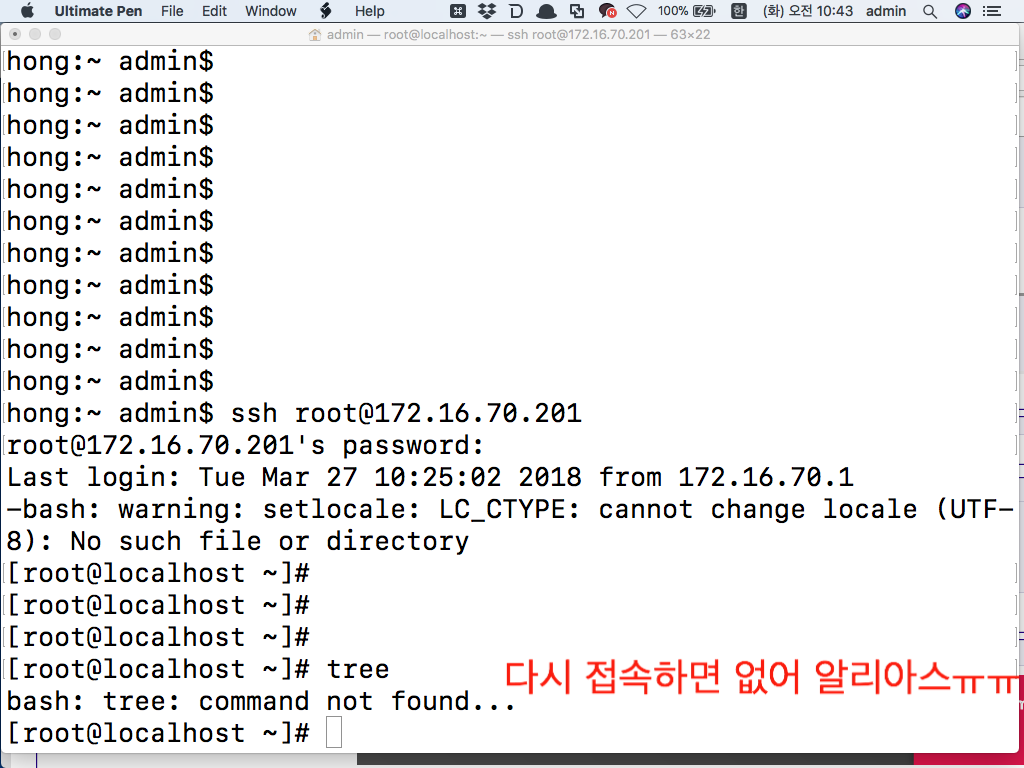 Ultimate Pen File Edit Window Help 100% 한 (화) 오전 10:43 admin
admin — root@localhost:~ — ssh root@172.16.70.201 — 63×22
hong:~ admin$
hong:~ admin$
hong:~ admin$
hong:~ admin$
hong:~ admin$
hong:~ admin$
hong:~ admin$
hong:~ admin$
hong:~ admin$
hong:~ admin$
hong:~ admin$
hong:~ admin$ ssh root@172.16.70.201
root@172.16.70.201's password:
Last login: Tue Mar 27 10:25:02 2018 from 172.16.70.1
-bash: warning: setlocale: LC_CTYPE: cannot change locale (UTF-
8): No such file or directory
[root@localhost ~]#
[root@localhost ~]#
[root@localhost ~]#
[root@localhost ~]# tree
다시 접속하면 없어 알리아스ㅠㅠ
bash: tree: command not found...
[root@localhost ~]#